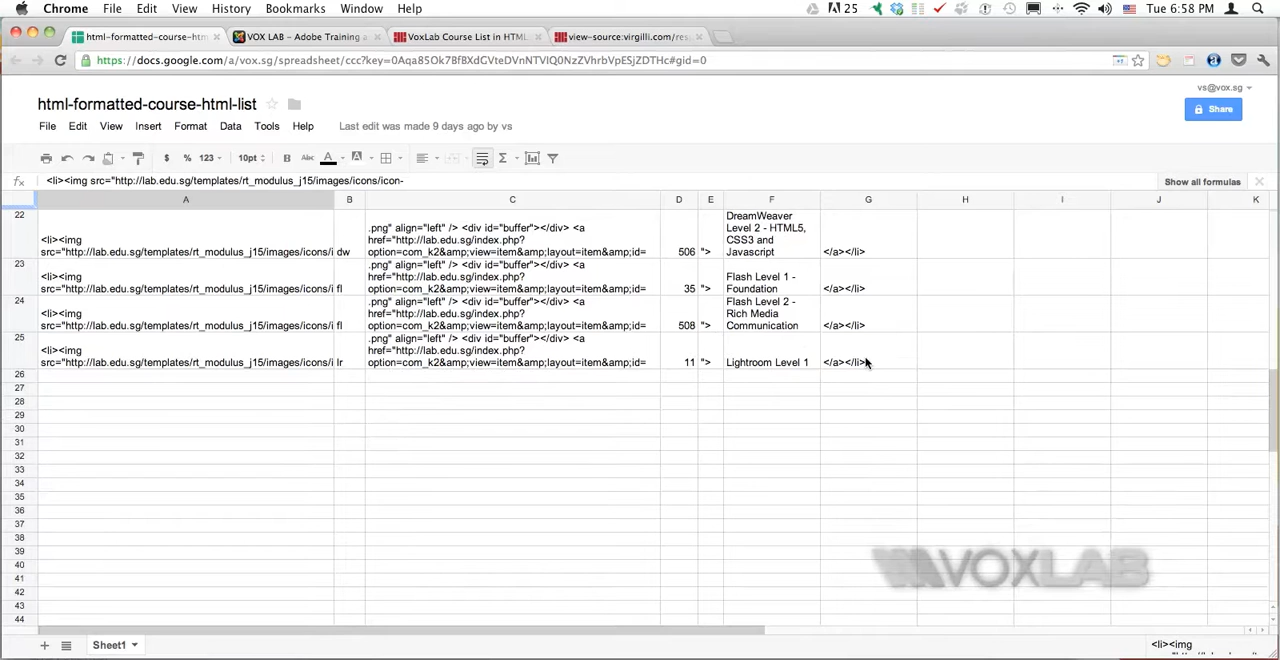 Chrome File Edit View History Bookmarks Window Help 25 Tue 6:58 PM
html-formatted-course-htm VOX LAB – Adobe Training a VoxLab Course List in HTML view-source:virgilli.com/res
https://docs.google.com/a/vox.sg/spreadsheet/ccc?key=0Aqa85Ok7BfBXdGVteDVnNTVIQ0NzZVhrbVpESjZDTHc#gid=0
vs@vox.sg
html-formatted-course-html-list
Share
File Edit View Insert Format Data Tools Help Last edit was made 9 days ago by vs
$ % 123 10pt B Abc A A Σ
fx <li><img src="http://lab.edu.sg/templates/rt_modulus_j15/images/icons/icon- Show all formulas
A B C D E F G H I J K
22
<li><img
src="http://lab.edu.sg/templates/rt_modulus_j15/images/icons/i dw
.png" align="left" /> <div id="buffer"></div> <a
href="http://lab.edu.sg/index.php?
option=com_k2&amp;view=item&amp;layout=item&amp;id=
506 ">
DreamWeaver
Level 2 - HTML5,
CSS3 and
Javascript
</a></li>
23
<li><img
src="http://lab.edu.sg/templates/rt_modulus_j15/images/icons/i fl
.png" align="left" /> <div id="buffer"></div> <a
href="http://lab.edu.sg/index.php?
option=com_k2&amp;view=item&amp;layout=item&amp;id=
35 ">
Flash Level 1 -
Foundation
</a></li>
24
<li><img
src="http://lab.edu.sg/templates/rt_modulus_j15/images/icons/i fl
.png" align="left" /> <div id="buffer"></div> <a
href="http://lab.edu.sg/index.php?
option=com_k2&amp;view=item&amp;layout=item&amp;id=
508 ">
Flash Level 2 -
Rich Media
Communication
</a></li>
25
<li><img
src="http://lab.edu.sg/templates/rt_modulus_j15/images/icons/i lr
.png" align="left" /> <div id="buffer"></div> <a
href="http://lab.edu.sg/index.php?
option=com_k2&amp;view=item&amp;layout=item&amp;id=
11 ">
Lightroom Level 1
</a></li>
26
27
28
29
30
31
32
33
34
35
36
37
38
39
40
41
42
43
44
VOXLAB
Sheet1
<li><img